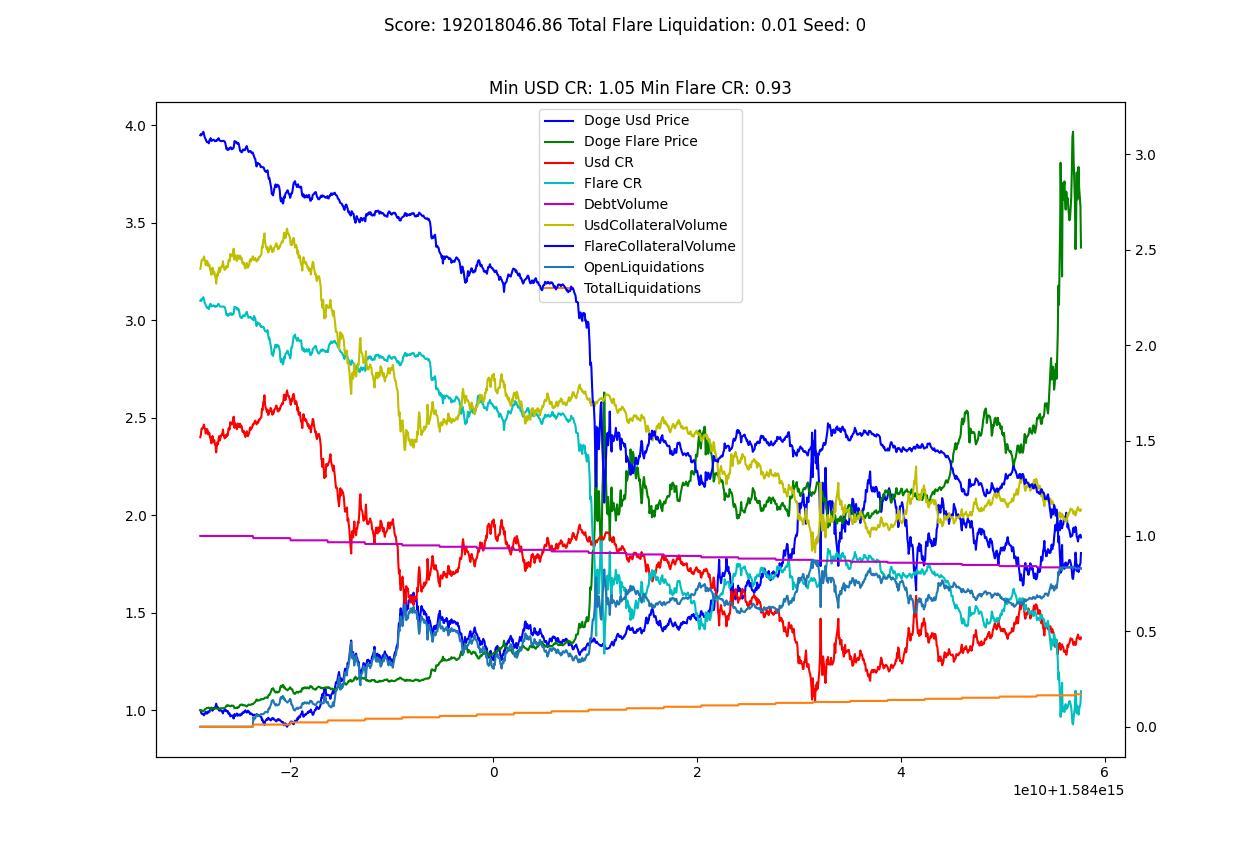 Score: 192018046.86 Total Flare Liquidation: 0.01 Seed: 0
Min USD CR: 1.05 Min Flare CR: 0.93
Doge Usd Price
Doge Flare Price
Usd CR
Flare CR
DebtVolume
UsdCollateralVolume
FlareCollateralVolume
OpenLiquidations
TotalLiquidations
4.0
3.5
3.0
2.5
2.0
1.5
1.0
3.0
2.5
2.0
1.5
1.0
0.5
0.0
−2
0
2
4
6
1e10+1.584e15